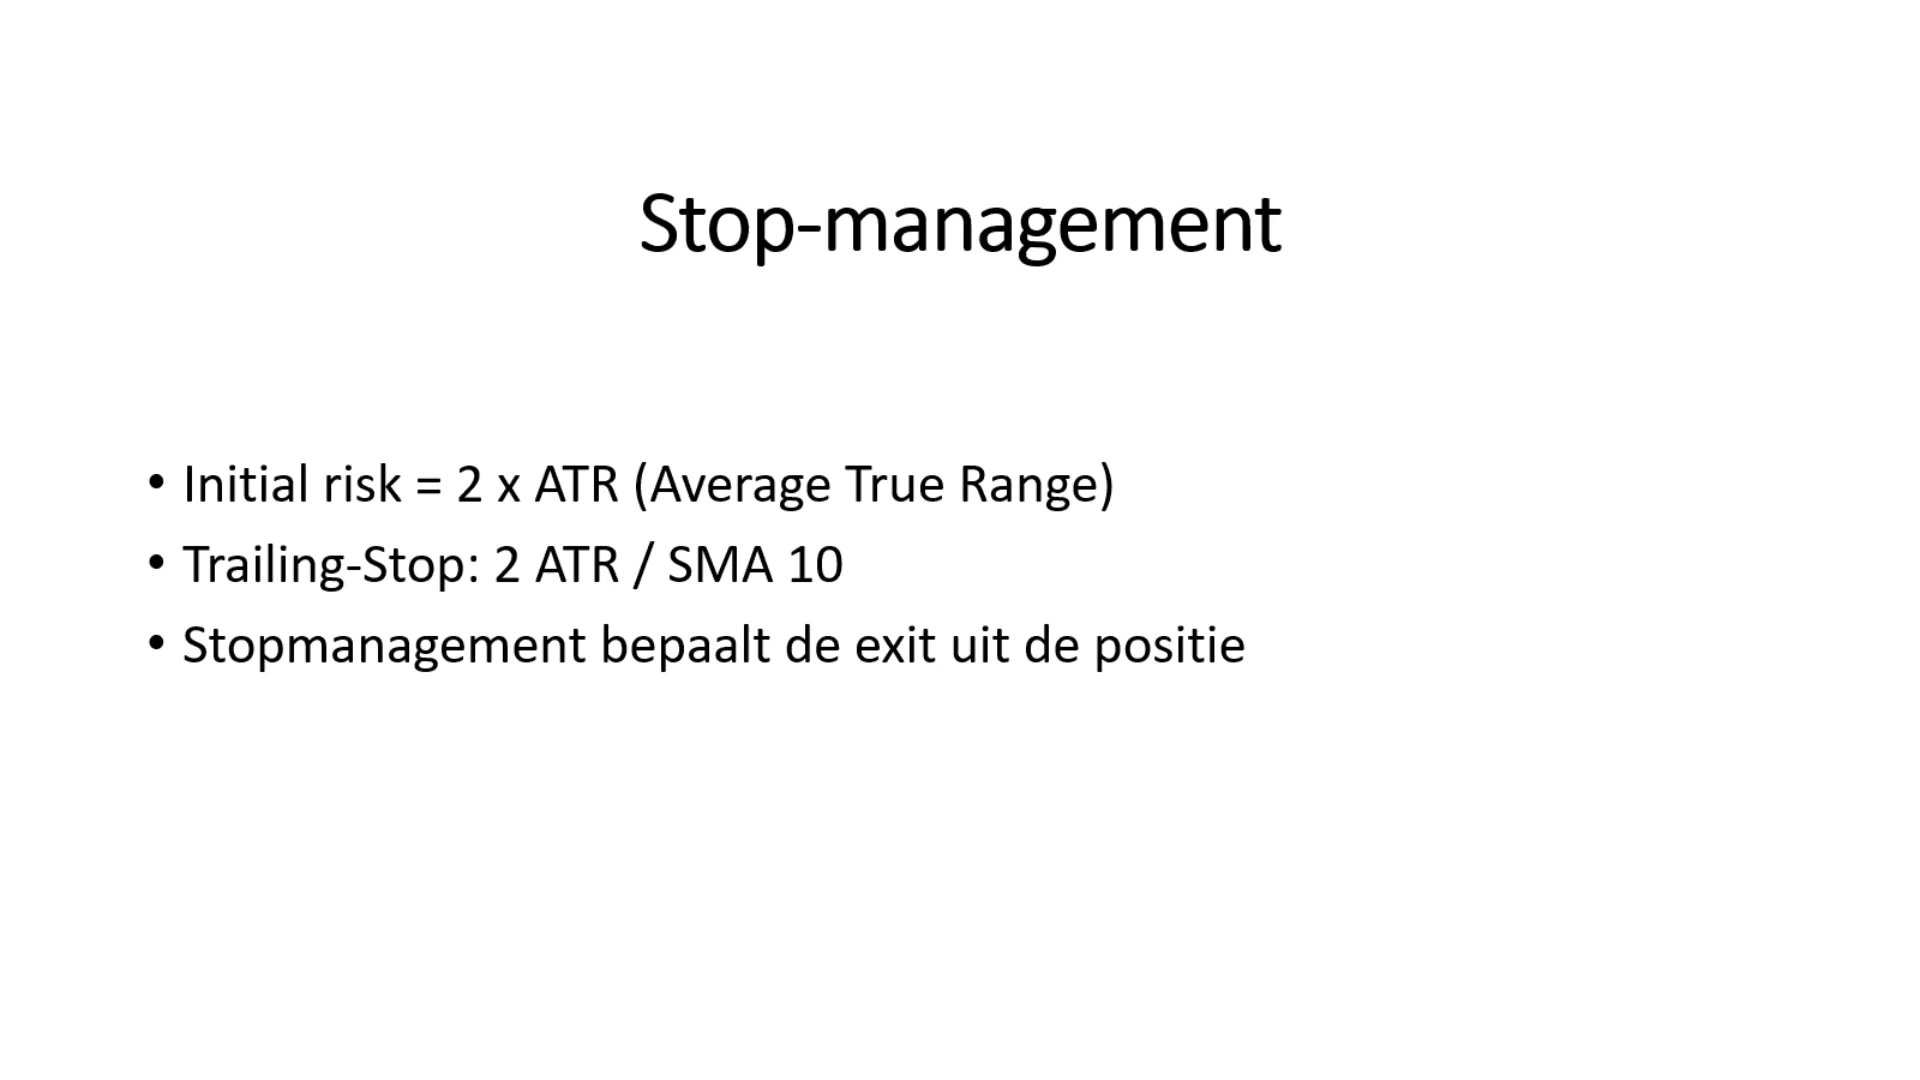 Stop-management
• Initial risk = 2 x ATR (Average True Range)
• Trailing-Stop: 2 ATR / SMA 10
• Stopmanagement bepaalt de exit uit de positie